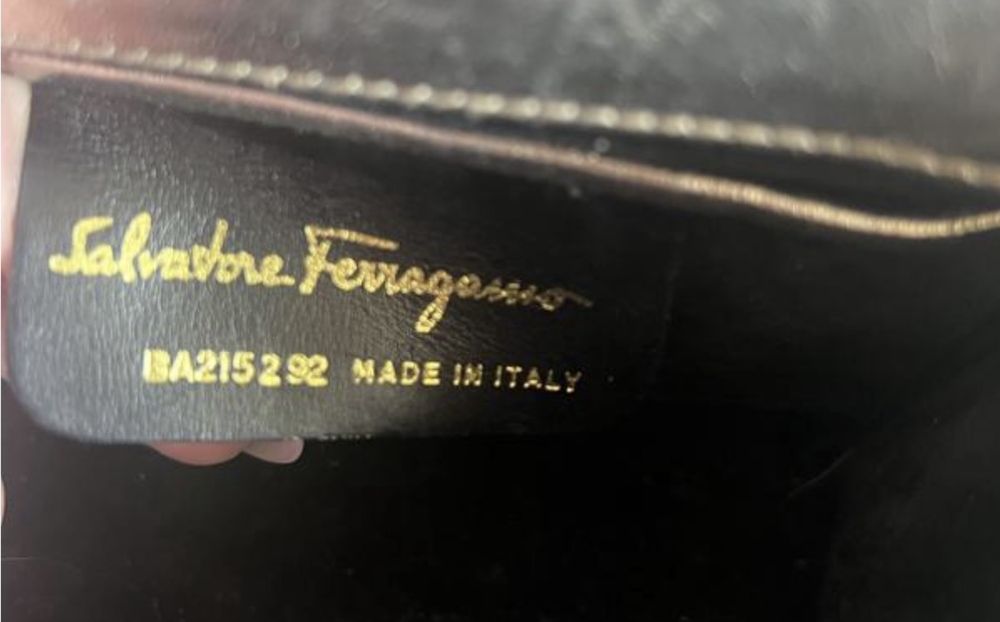 Salvatore Ferragamo
BA215292 MADE IN ITALY